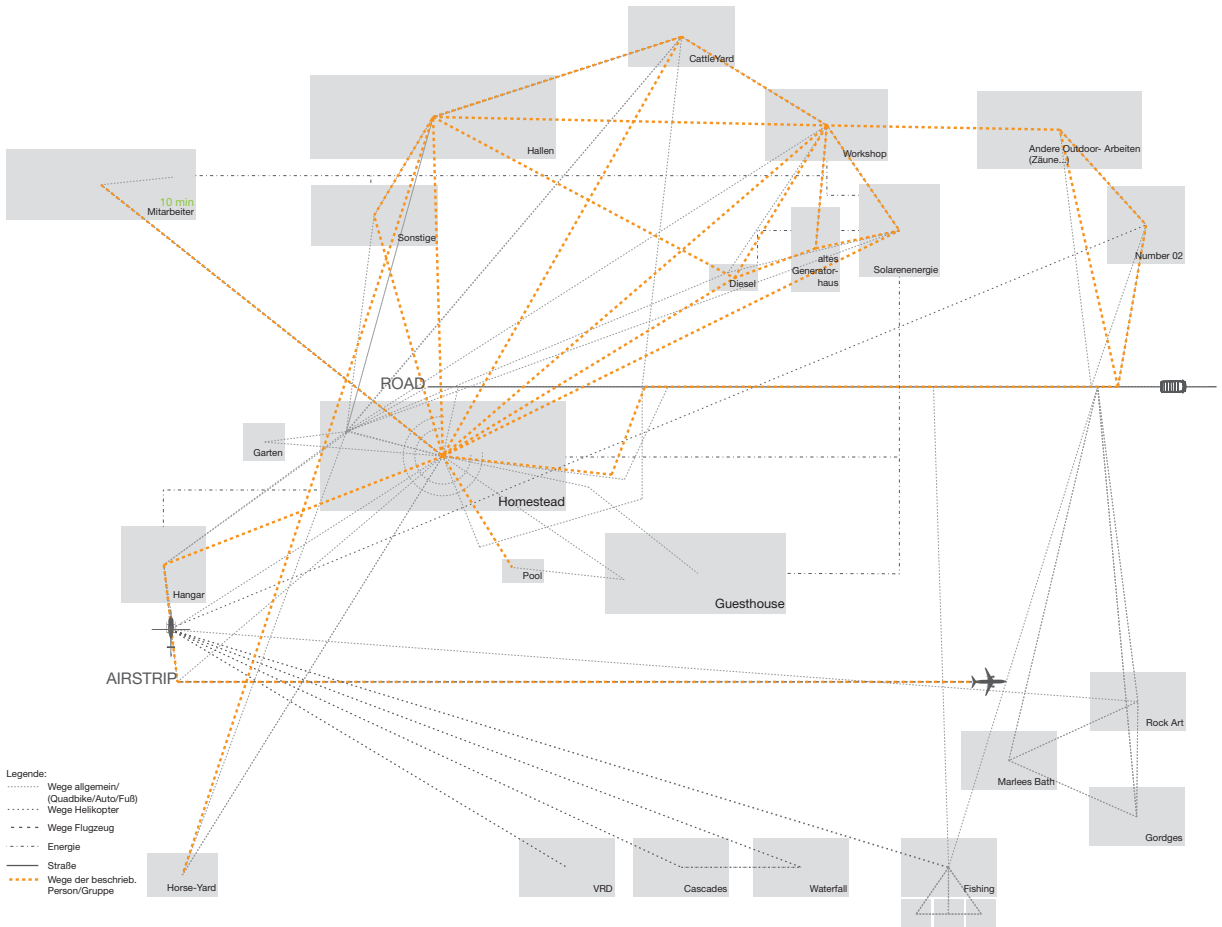 CattleYard
Hallen
Workshop
Andere Outdoor- Arbeiten
(Zäune...)
10 min
Mitarbeiter
Sonstige
altes
Generator-
haus
Diesel
Solarenenergie
Number 02
ROAD
Garten
Homestead
Hangar
Pool
Guesthouse
AIRSTRIP
Rock Art
Marlees Bath
Gordges
Legende:
Wege allgemein/
(Quadbike/Auto/Fuß)
Wege Helikopter
Wege Flugzeug
Energie
Straße
Wege der beschrieb.
Person/Gruppe
Horse-Yard
VRD
Cascades
Waterfall
Fishing